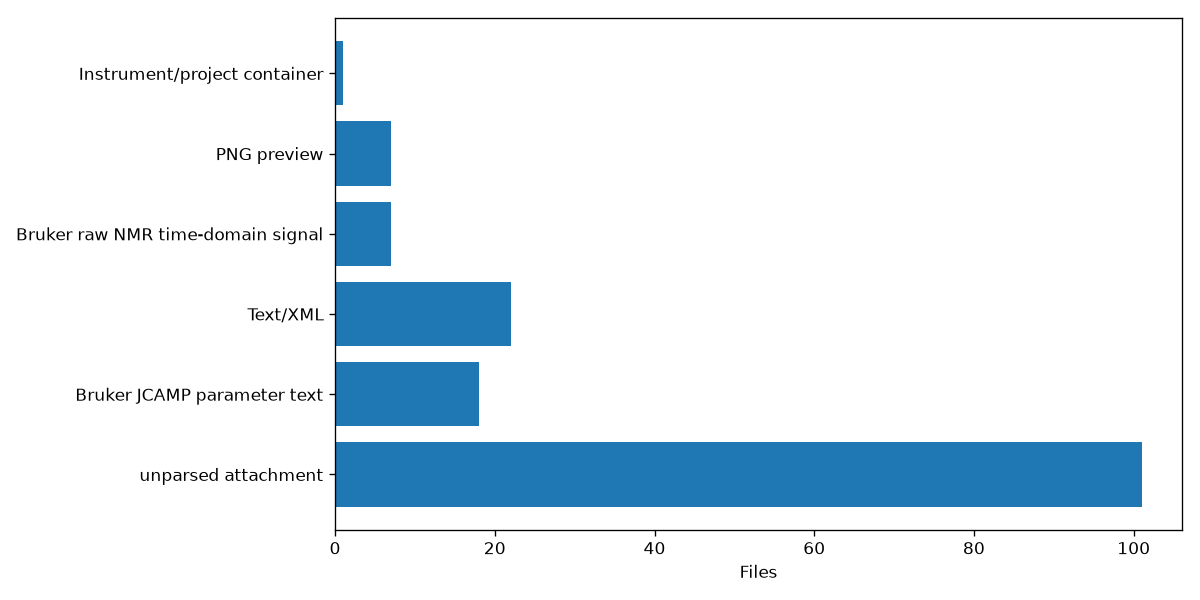 Instrument/project container
PNG preview
Bruker raw NMR time-domain signal
Text/XML
Bruker JCAMP parameter text
unparsed attachment
0 20 40 60 80 100
Files